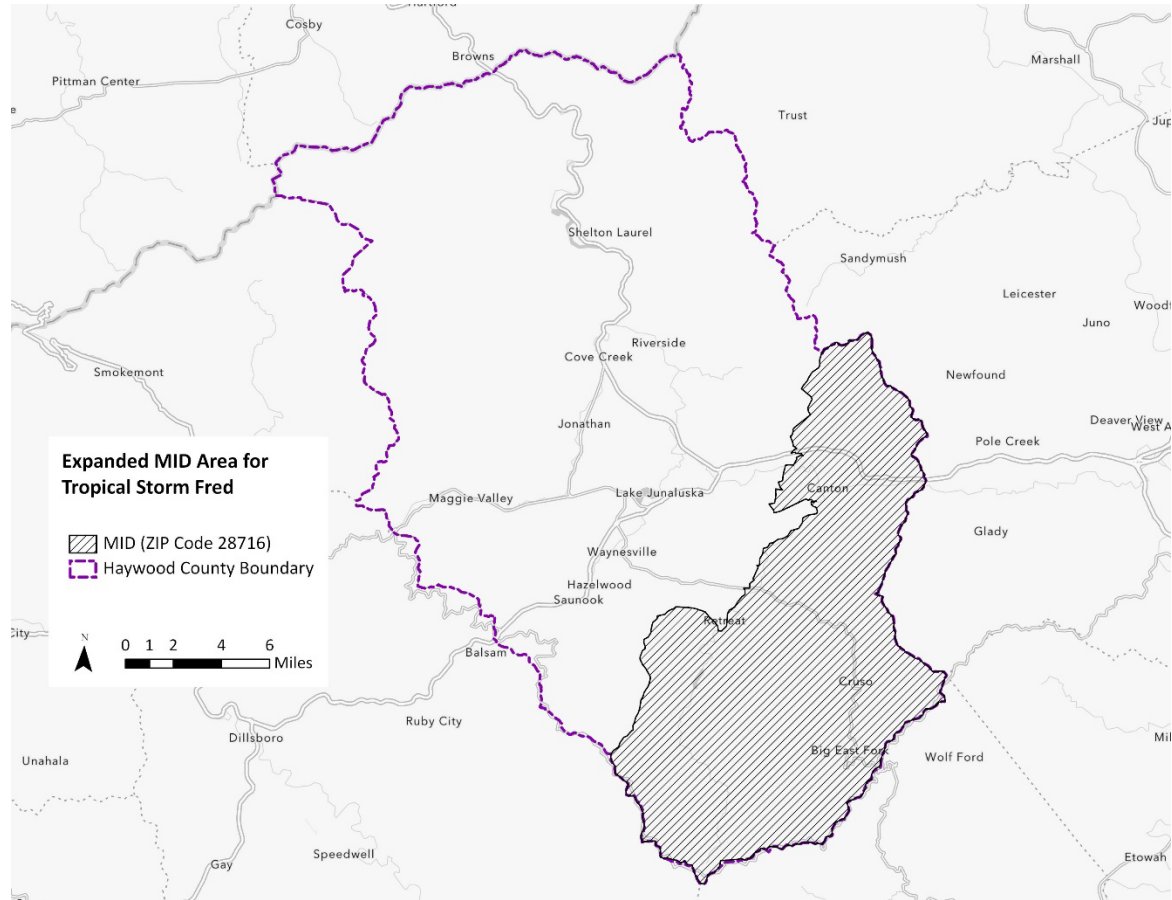 Cosby
Browns
Pittman Center
Marshall
Trust
Shelton Laurel
Sandymush
Leicester
Juno
Riverside
Cove Creek
Smokemont
Newfound
Jonathan
Deaver View
Pole Creek
Expanded MID Area for
Tropical Storm Fred
MID (ZIP Code 28716)
Haywood County Boundary
N
0 1 2 4 6
Miles
Maggie Valley
Lake Junaluska
Canton
Glady
Waynesville
Hazelwood
Saunook
Retreat
City
Balsam
Cruso
Ruby City
Dillsboro
Big East Fork
Wolf Ford
Unahala
Speedwell
Gay
Etowah